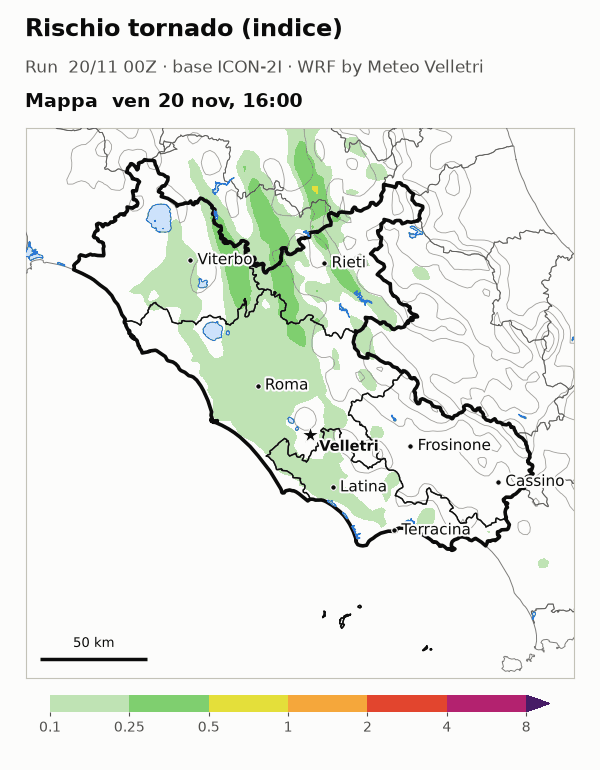 Rischio tornado (indice)
Run  20/11 00Z · base ICON-2I · WRF by Meteo Velletri
Mappa  ven 20 nov, 16:00
Viterbo
Rieti
Roma
Velletri
Frosinone
Latina
Cassino
Terracina
50 km
0.1 0.25 0.5 1 2 4 8